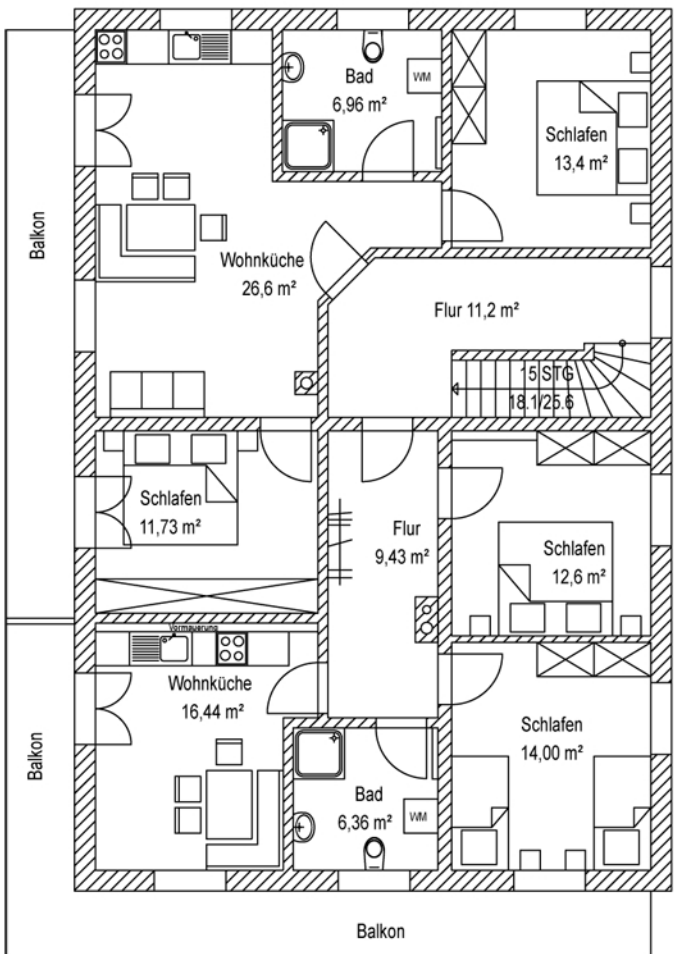 Bad
6,96 m²
WM
Schlafen
13,4 m²
Balkon
Wohnküche
26,6 m²
Flur 11,2 m²
15 STG
18.1/25.6
Schlafen
11,73 m²
Flur
9,43 m²
Schlafen
12,6 m²
Vormauerung
Wohnküche
16,44 m²
Schlafen
14,00 m²
Balkon
Bad
6,36 m²
WM
Balkon